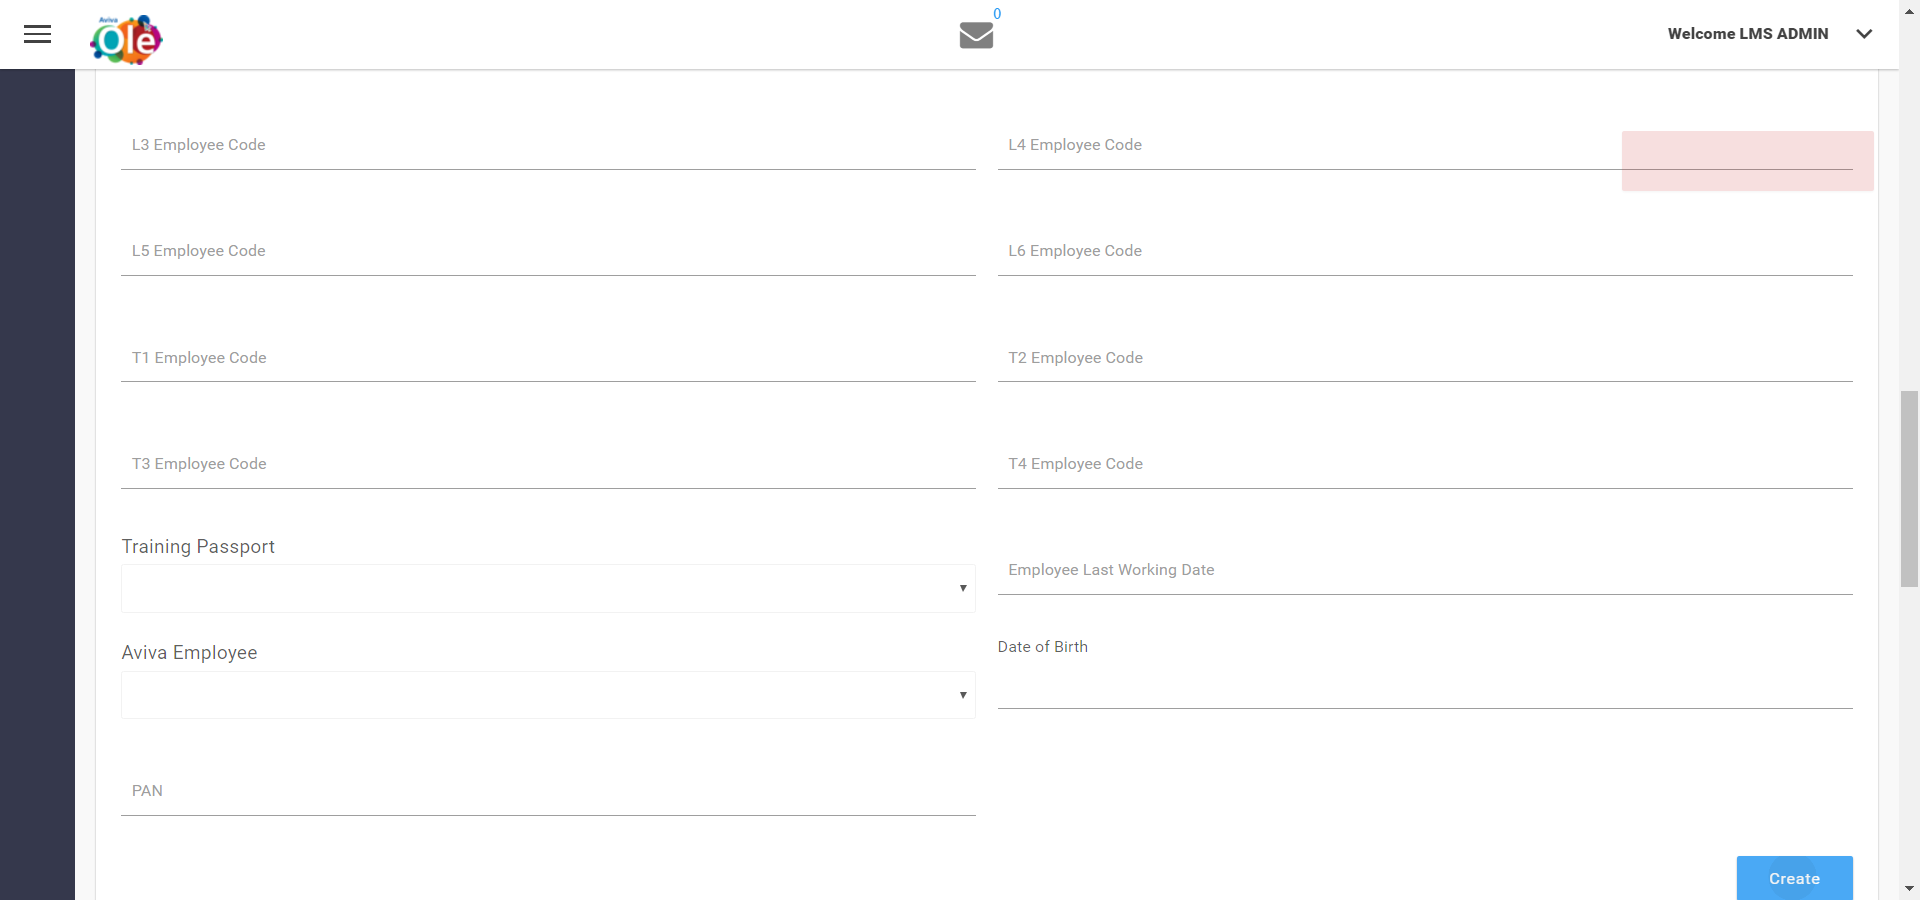 Aviva
Ole
0
Welcome LMS ADMIN
L3 Employee Code
L4 Employee Code
L5 Employee Code
L6 Employee Code
T1 Employee Code
T2 Employee Code
T3 Employee Code
T4 Employee Code
Training Passport
Employee Last Working Date
Aviva Employee
Date of Birth
PAN
Create